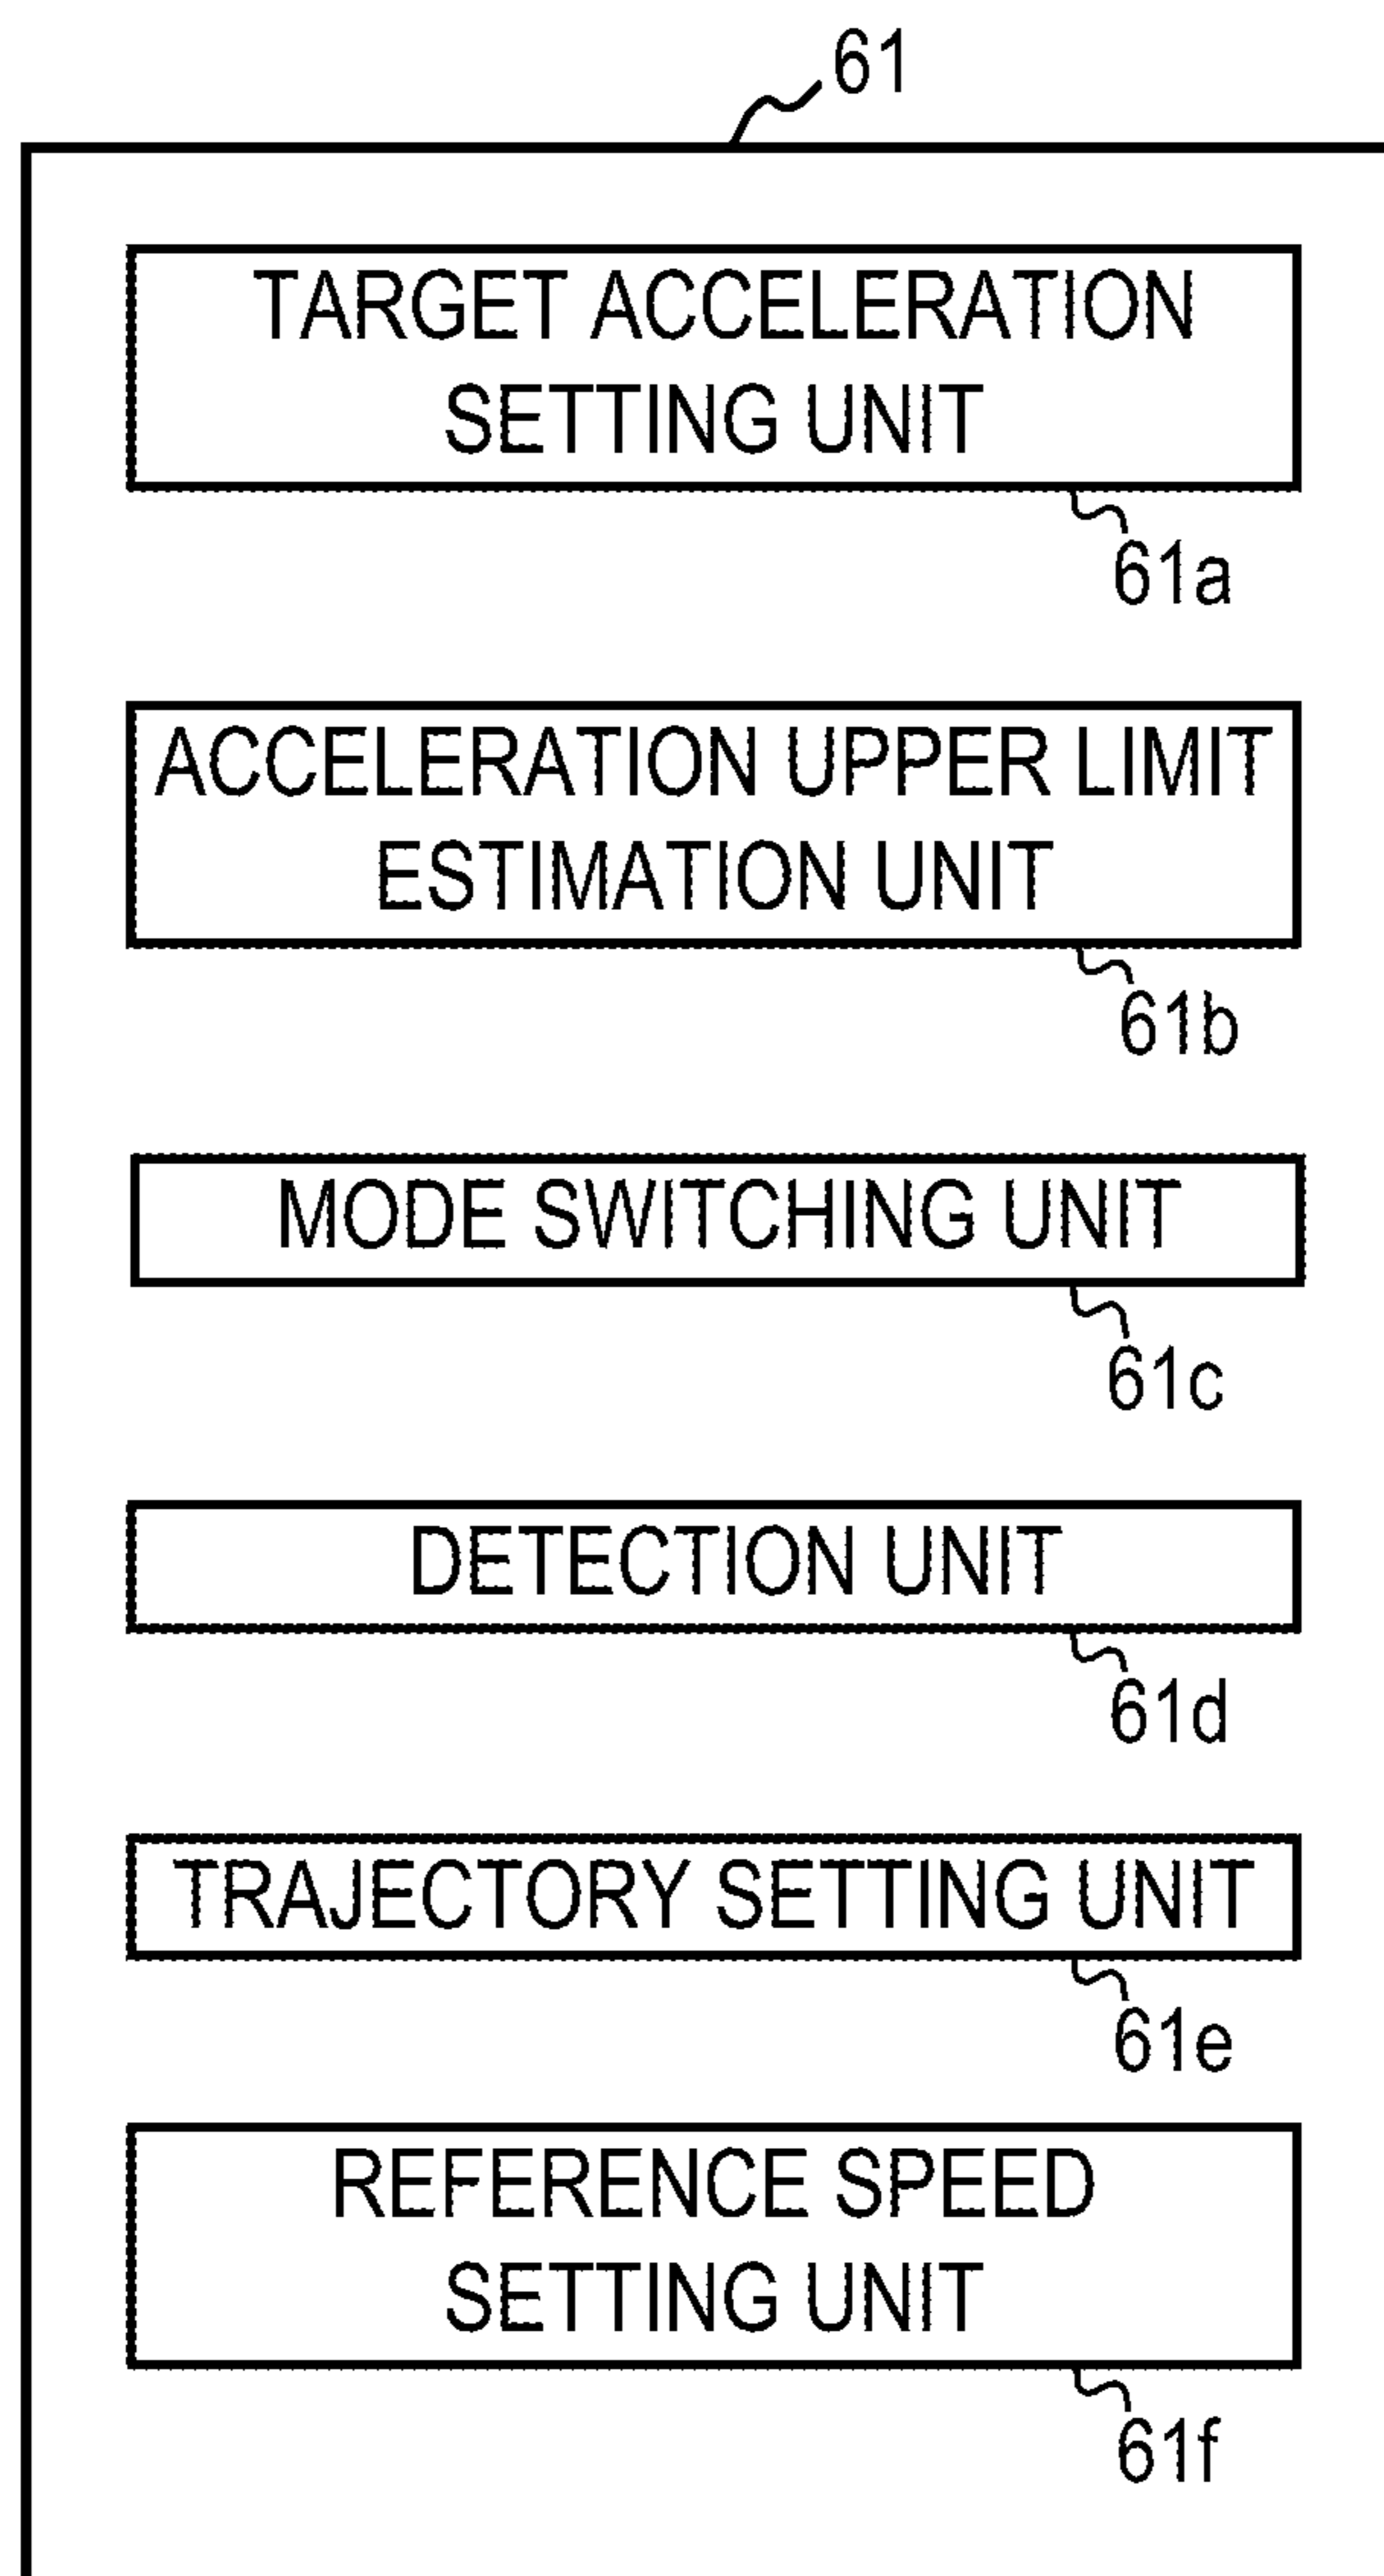 61
TARGET ACCELERATION
SETTING UNIT
61a
ACCELERATION UPPER LIMIT
ESTIMATION UNIT
61b
MODE SWITCHING UNIT
61c
DETECTION UNIT
61d
TRAJECTORY SETTING UNIT
61e
REFERENCE SPEED
SETTING UNIT
61f